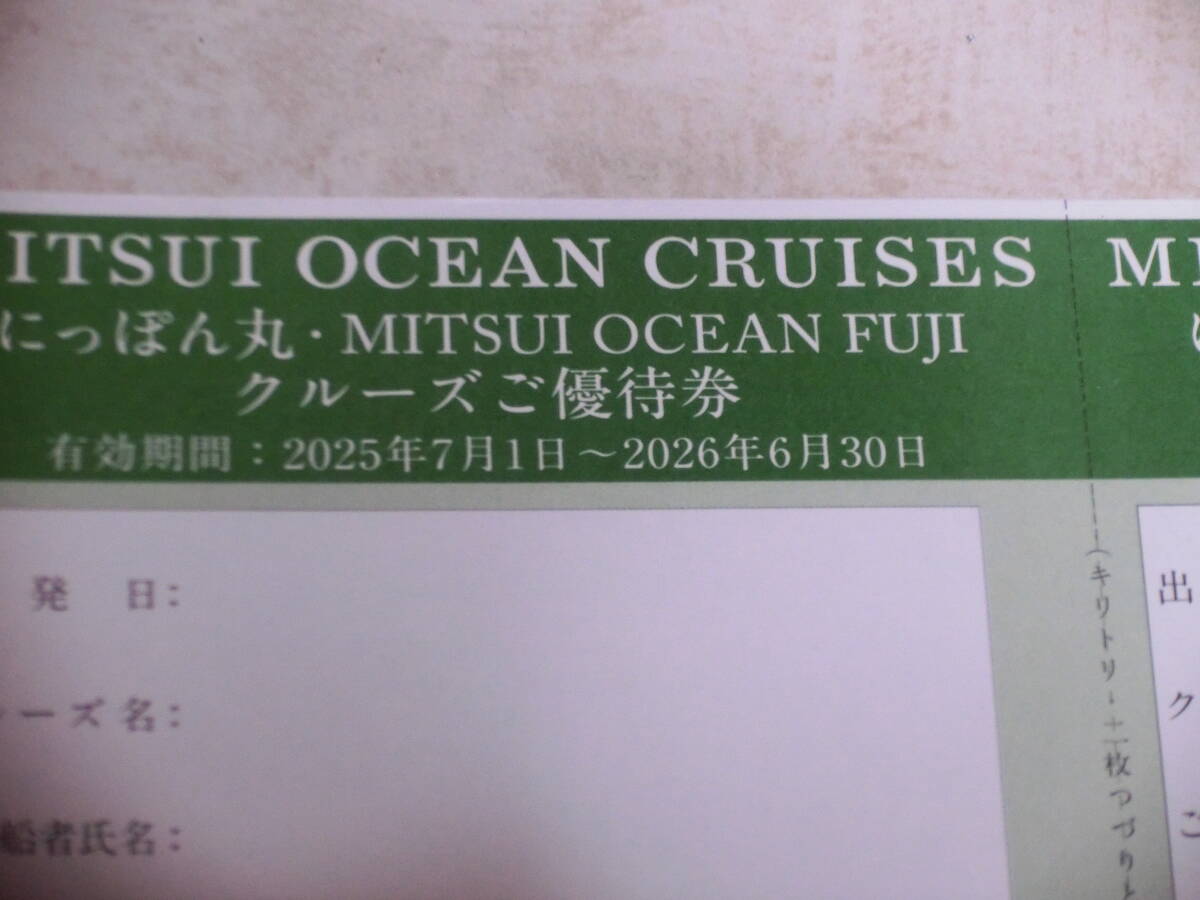 ITSUI OCEAN CRUISES
にっぽん丸・MITSUI OCEAN FUJI
クルーズご優待券
有効期間：2025年7月1日～2026年6月30日
発 日：
ーズ名：
船者氏名：
(キリトリ
枚つづりと
M
出
ク
ご